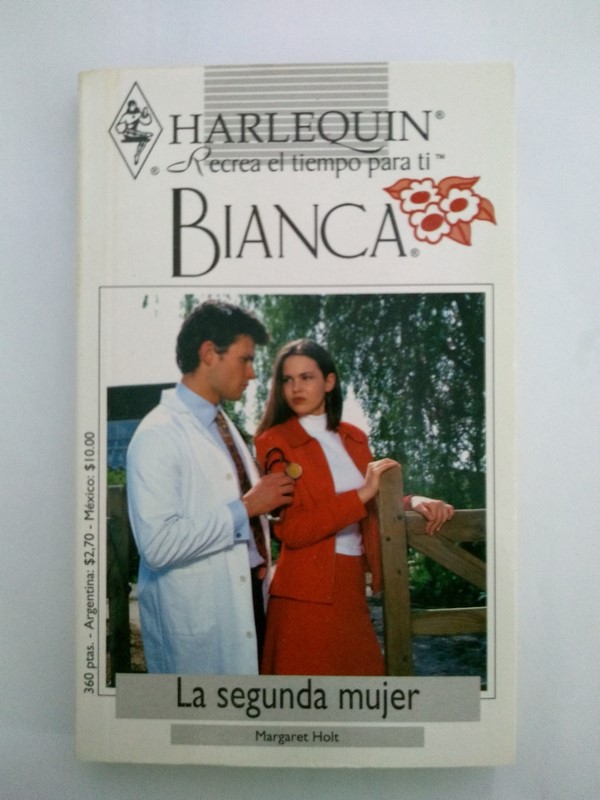 HARLEQUIN®
® Recrea el tiempo para ti™
BIANCA®
360 ptas. - Argentina: $2,70 - México: $10.00
La segunda mujer
Margaret Holt